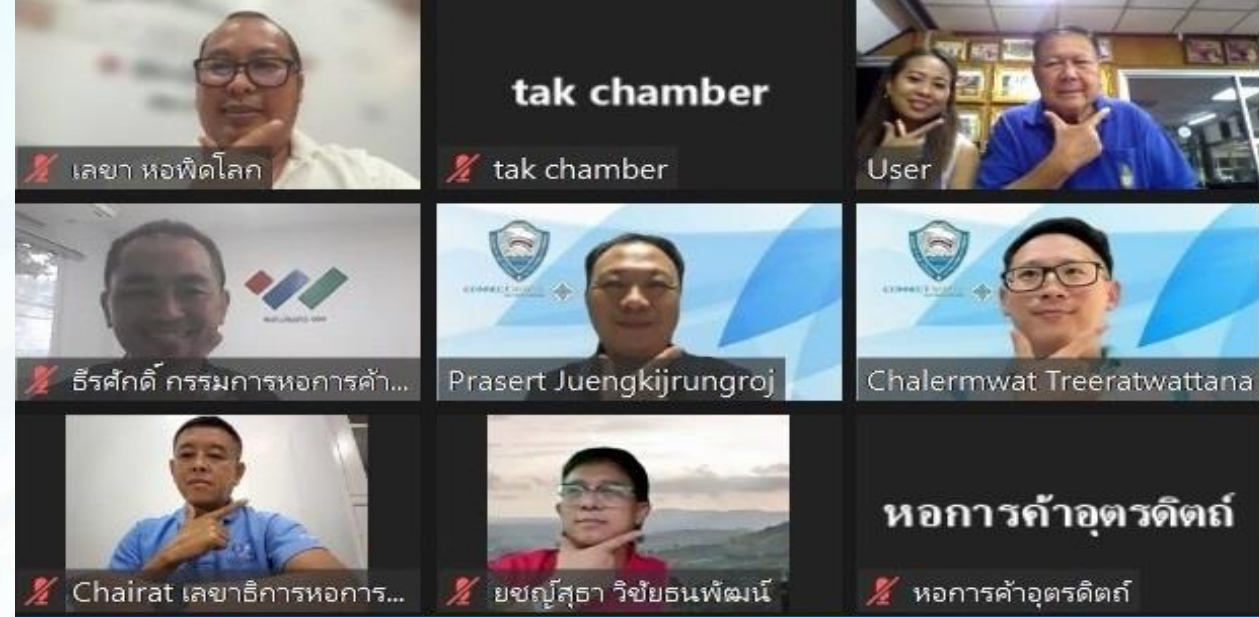 tak chamber
เลขา หอพิดโลก
tak chamber
User
ธีรศักดิ์ กรรมการหอการค้า...
Prasert Juengkijrungroj
Chalermwat Treeratwattana
หอการค้าอุตรดิตถ์
Chairat เลขาธิการหอการ...
ยชญ์สุธา วิชัยธนพัฒน์
หอการค้าอุตรดิตถ์